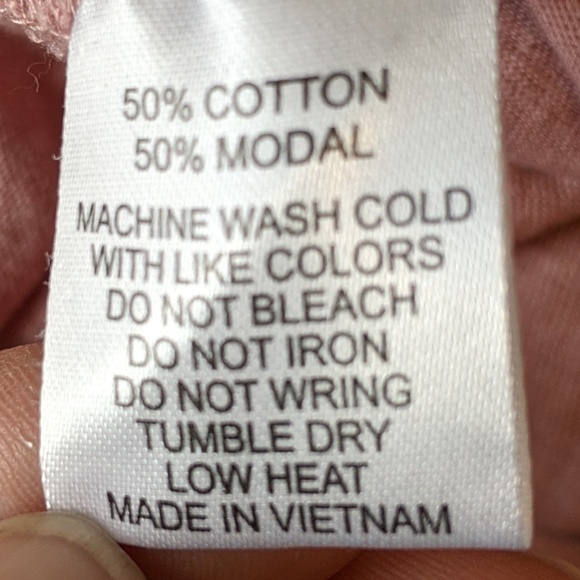 50% COTTON
50% MODAL
MACHINE WASH COLD
WITH LIKE COLORS
DO NOT BLEACH
DO NOT IRON
DO NOT WRING
TUMBLE DRY
LOW HEAT
MADE IN VIETNAM